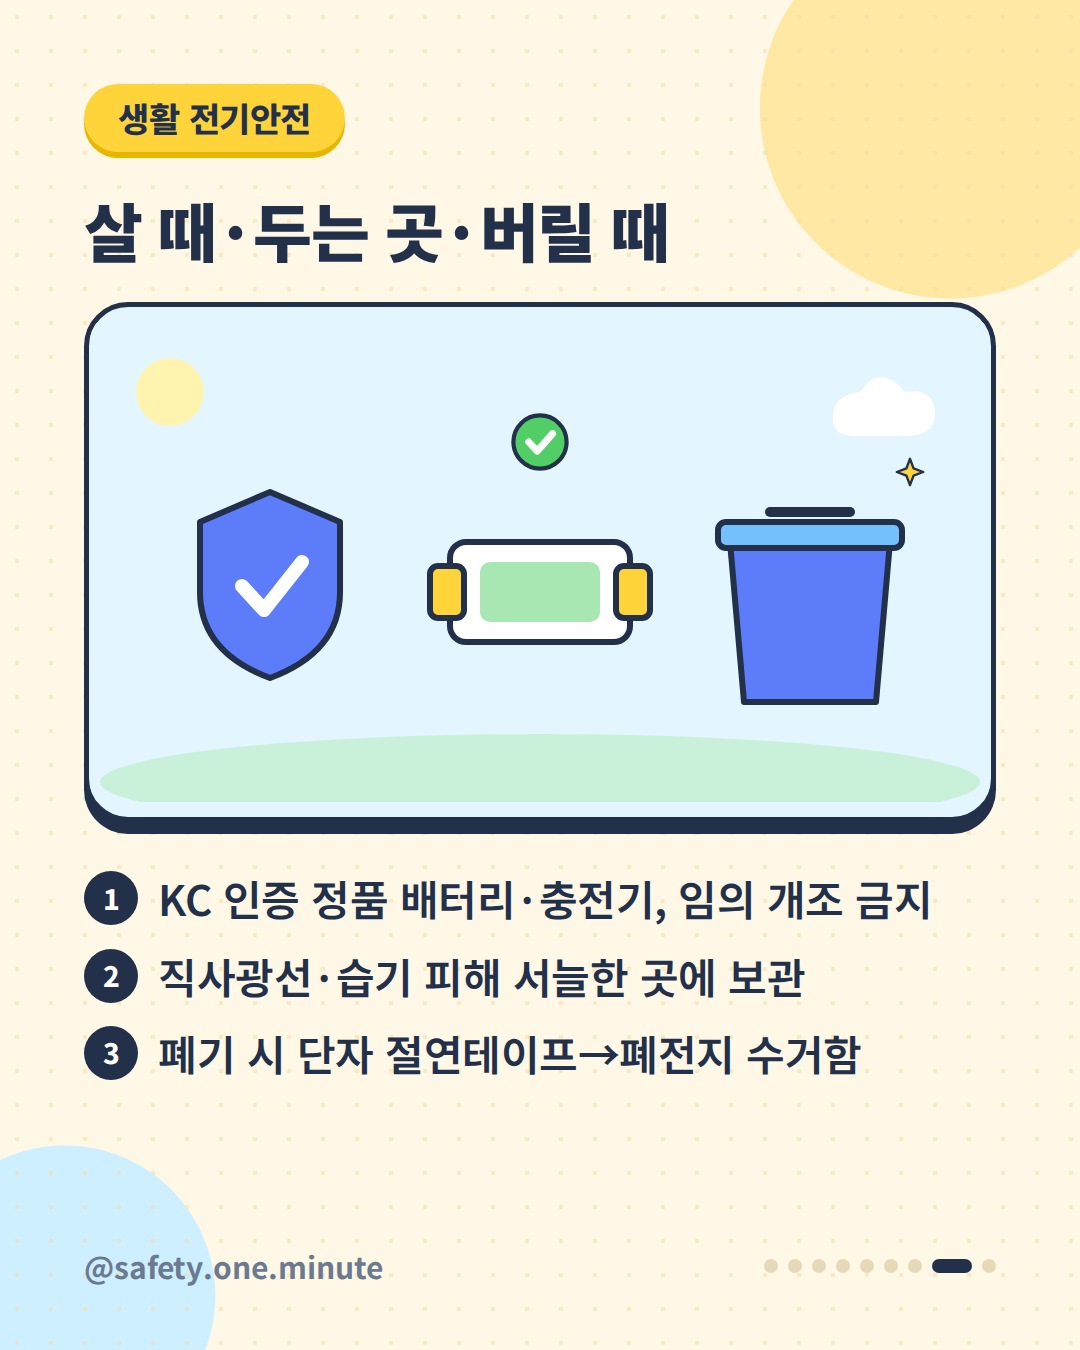 생활 전기안전
살 때·두는 곳·버릴 때
1 KC 인증 정품 배터리·충전기, 임의 개조 금지
2 직사광선·습기 피해 서늘한 곳에 보관
3 폐기 시 단자 절연테이프→폐전지 수거함
@safety.one.minute